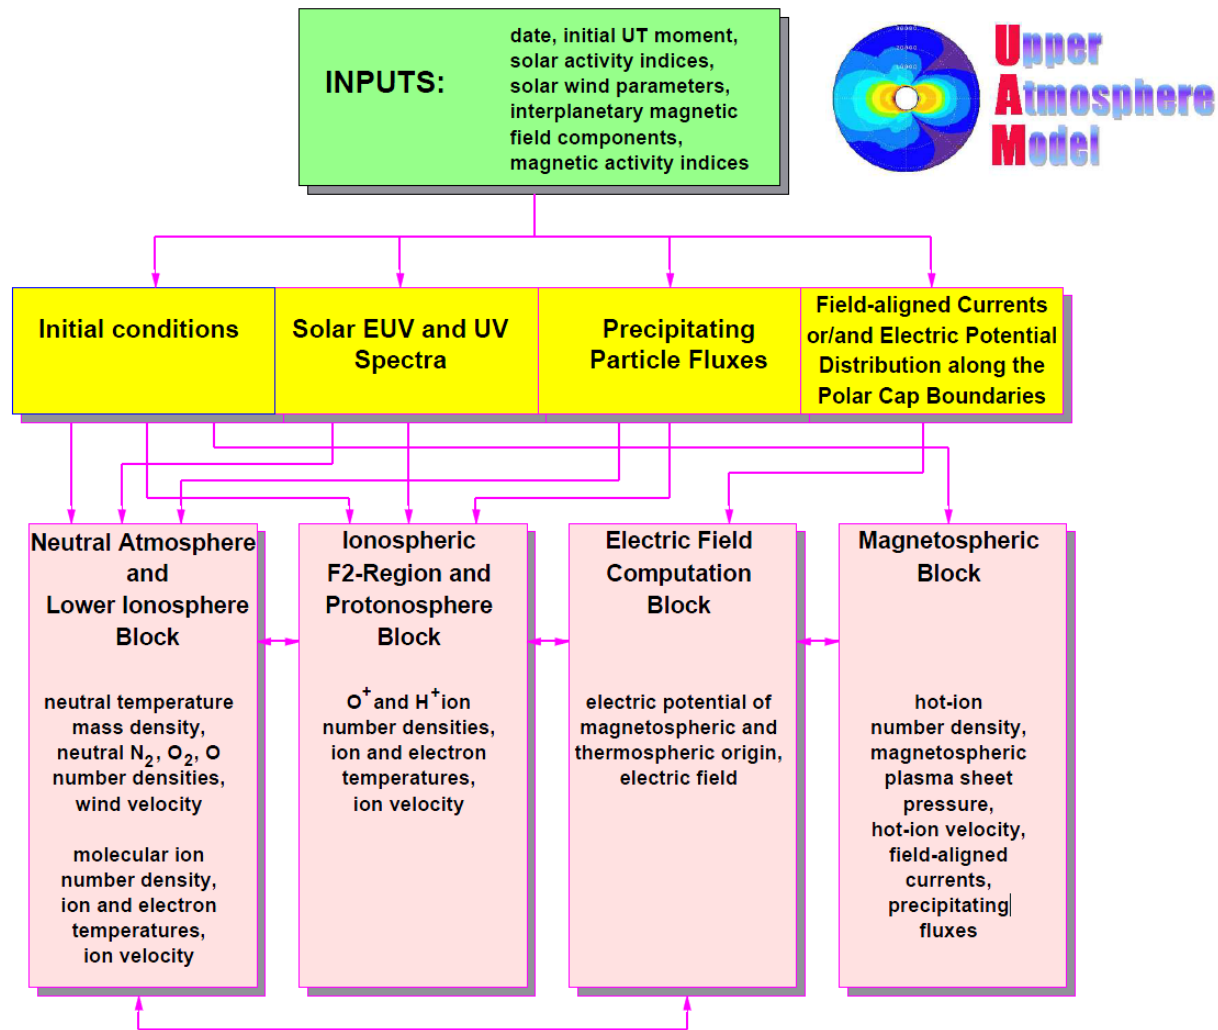 INPUTS:
date, initial UT moment,
solar activity indices,
solar wind parameters,
interplanetary magnetic
field components,
magnetic activity indices
Upper
Atmosphere
Model
Initial conditions
Solar EUV and UV
Spectra
Precipitating
Particle Fluxes
Field-aligned Currents
or/and Electric Potential
Distribution along the
Polar Cap Boundaries
Neutral Atmosphere
and
Lower Ionosphere
Block
neutral temperature
mass density,
neutral N₂, O₂, O
number densities,
wind velocity
molecular ion
number density,
ion and electron
temperatures,
ion velocity
Ionospheric
F2-Region and
Protonosphere
Block
O⁺ and H⁺ ion
number densities,
ion and electron
temperatures,
ion velocity
Electric Field
Computation
Block
electric potential of
magnetospheric and
thermospheric origin,
electric field
Magnetospheric
Block
hot-ion
number density,
magnetospheric
plasma sheet
pressure,
hot-ion velocity,
field-aligned
currents,
precipitating
fluxes